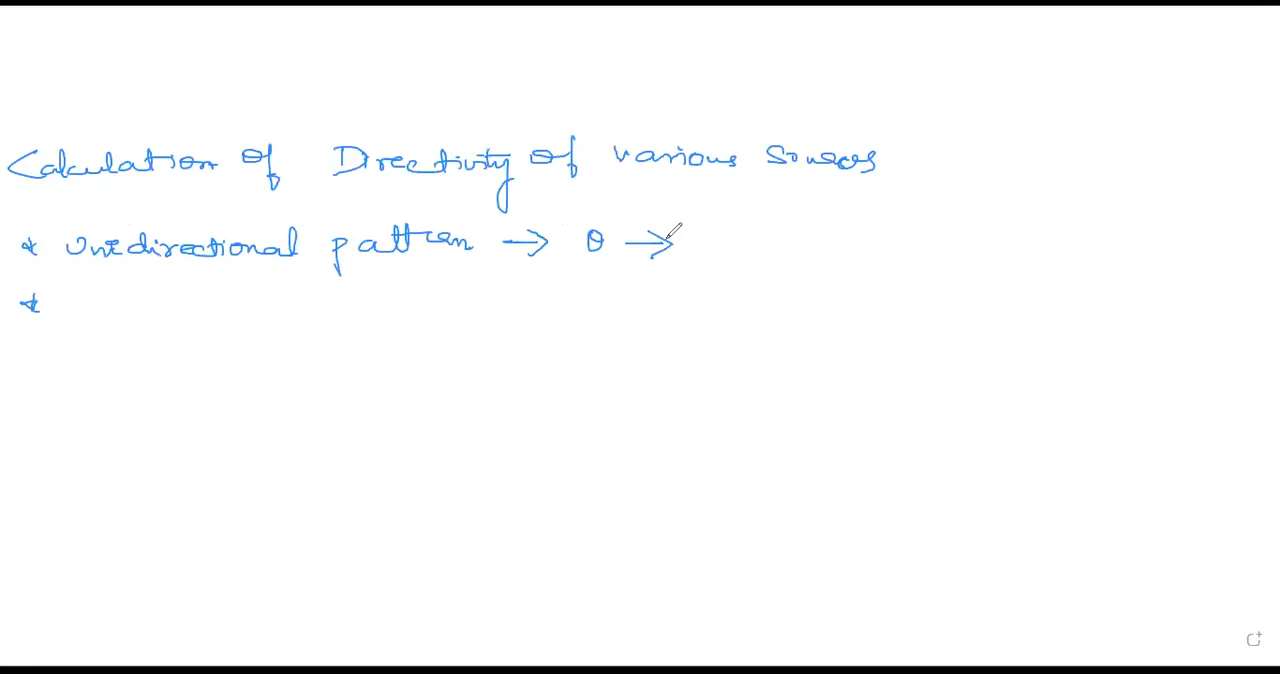 Calculation of Directivity of various Sources
* Unidirectional pattern → θ →
*